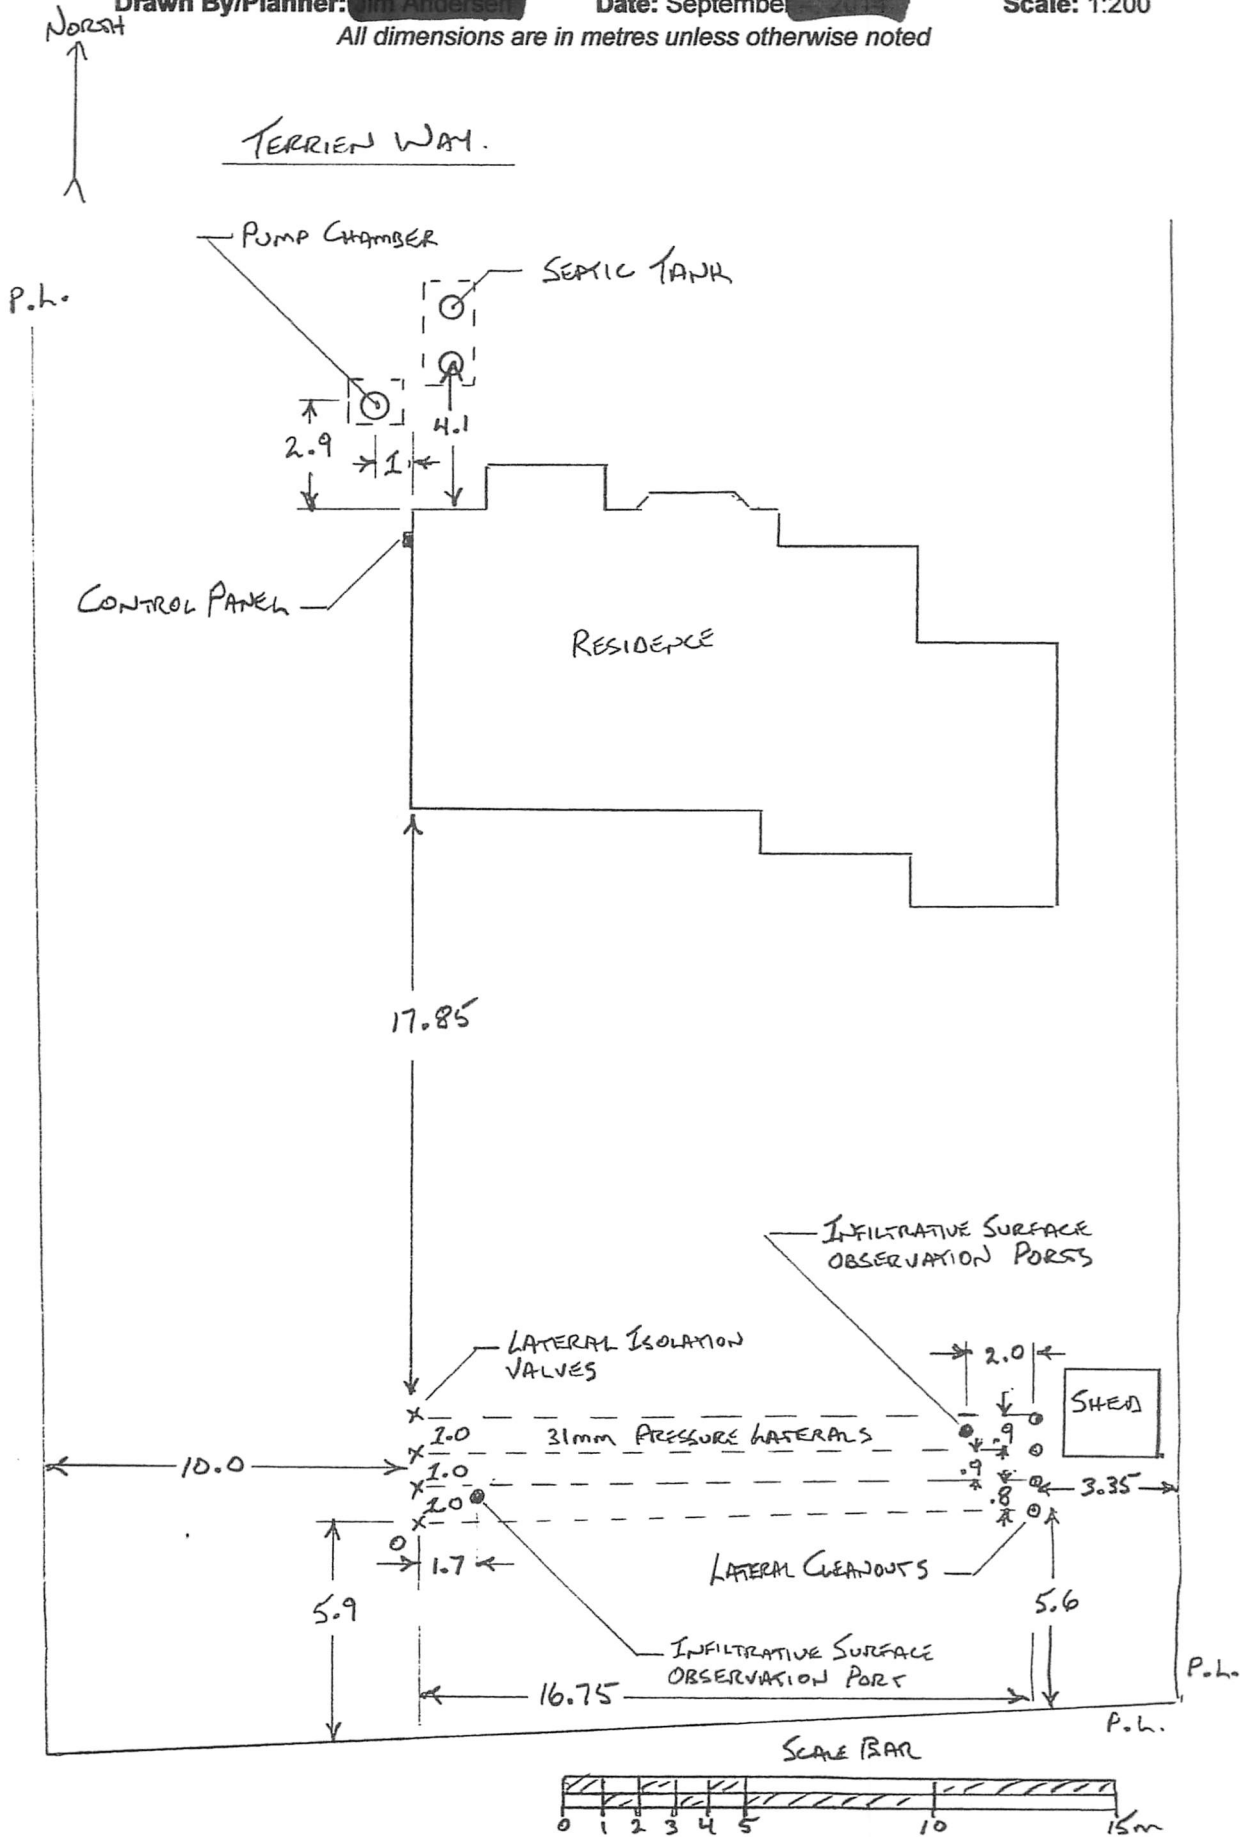 Drawn By/Planner: Date: September Scale: 1:200
All dimensions are in metres unless otherwise noted
NORTH
TERRIEN WAY.
PUMP CHAMBER
SEPTIC TANK
P.L.
2.9
1
4.1
CONTROL PANEL
RESIDENCE
17.85
INFILTRATIVE SURFACE
OBSERVATION PORTS
LATERAL ISOLATION
VALVES
2.0
SHED
1.0
31mm PRESSURE LATERALS
.9
10.0
1.0
.9
1.0
.8
3.35
1.7
LATERAL CLEANOUTS
5.9
5.6
INFILTRATIVE SURFACE
OBSERVATION PORT
16.75
P.L.
P.L.
SCALE BAR
0 1 2 3 4 5 10 15m